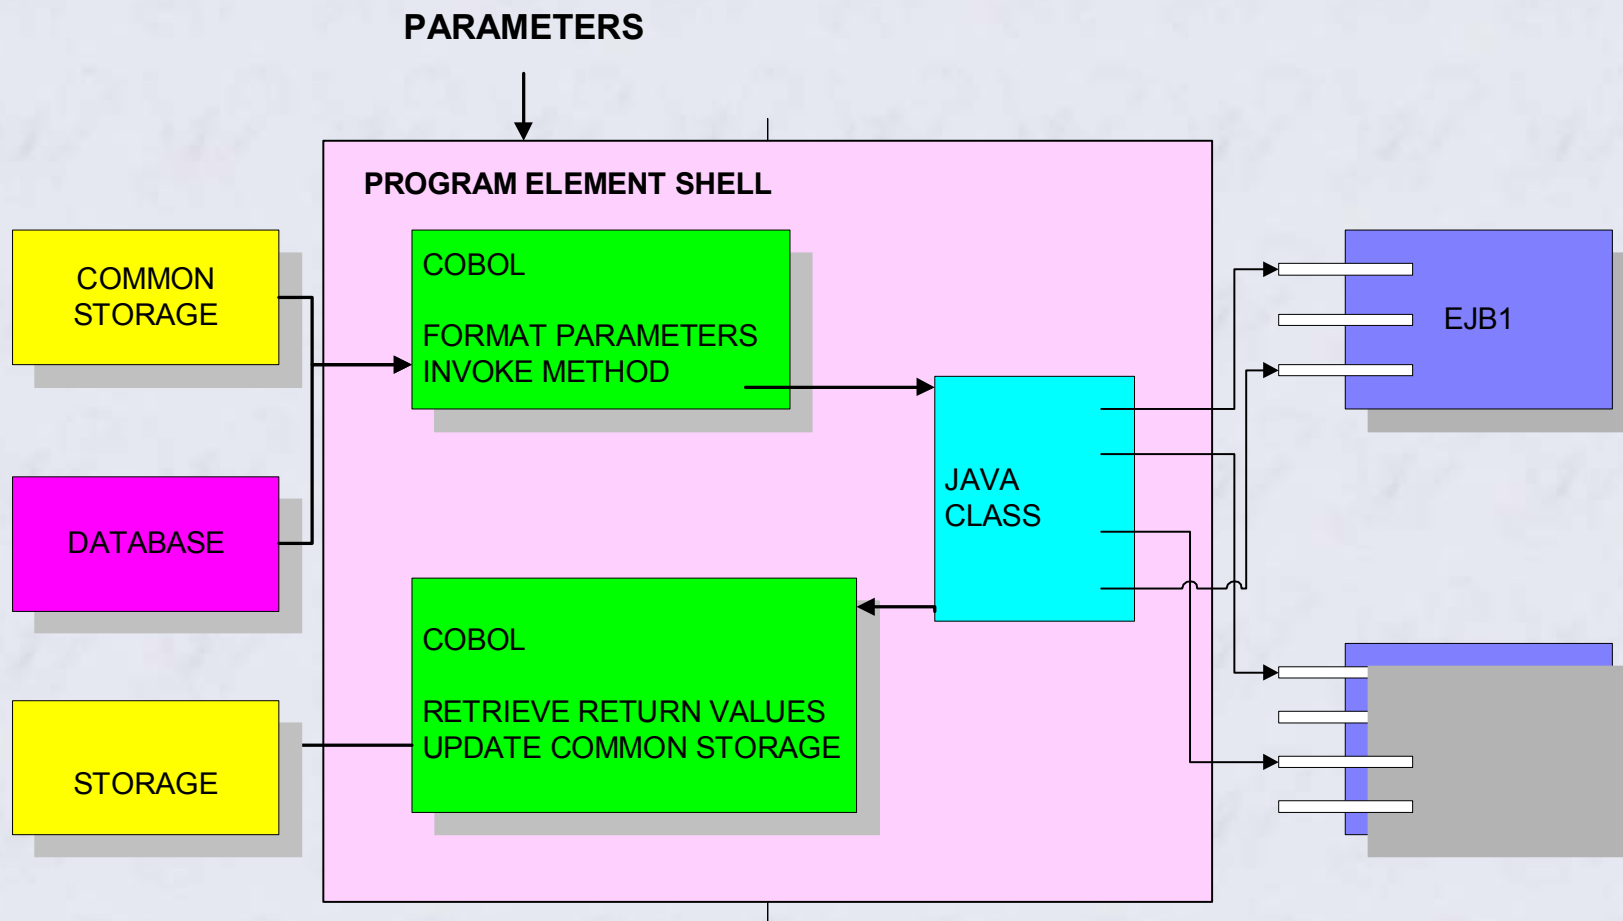 PARAMETERS
PROGRAM ELEMENT SHELL
COMMON
STORAGE
COBOL
FORMAT PARAMETERS
INVOKE METHOD
EJB1
JAVA
CLASS
DATABASE
COBOL
RETRIEVE RETURN VALUES
UPDATE COMMON STORAGE
STORAGE